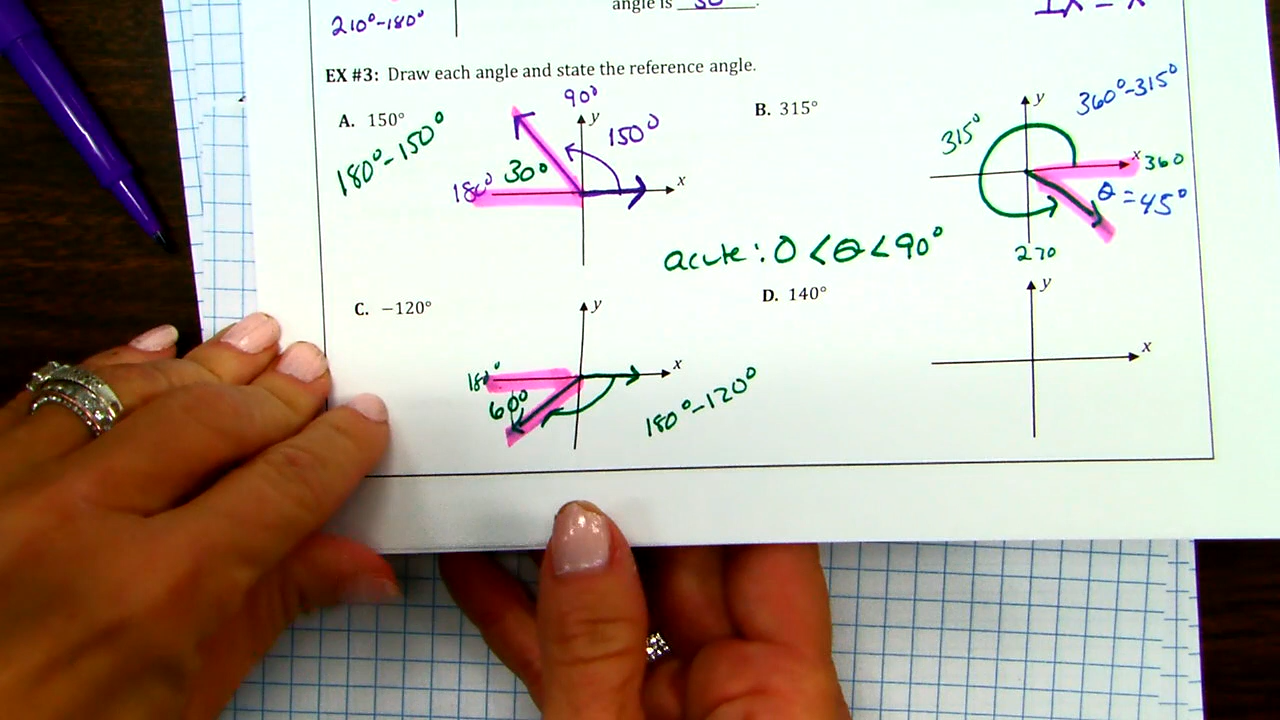 210°-180°
angle is 30.
EX #3: Draw each angle and state the reference angle.
A. 150°
180°-150°
90°
y
150°
180°
30°
x
B. 315°
315°
y
360°-315°
x
360
θ = 45°
270
acute: 0 < θ < 90°
C. −120°
y
180°
x
60°
180°-120°
D. 140°
y
x